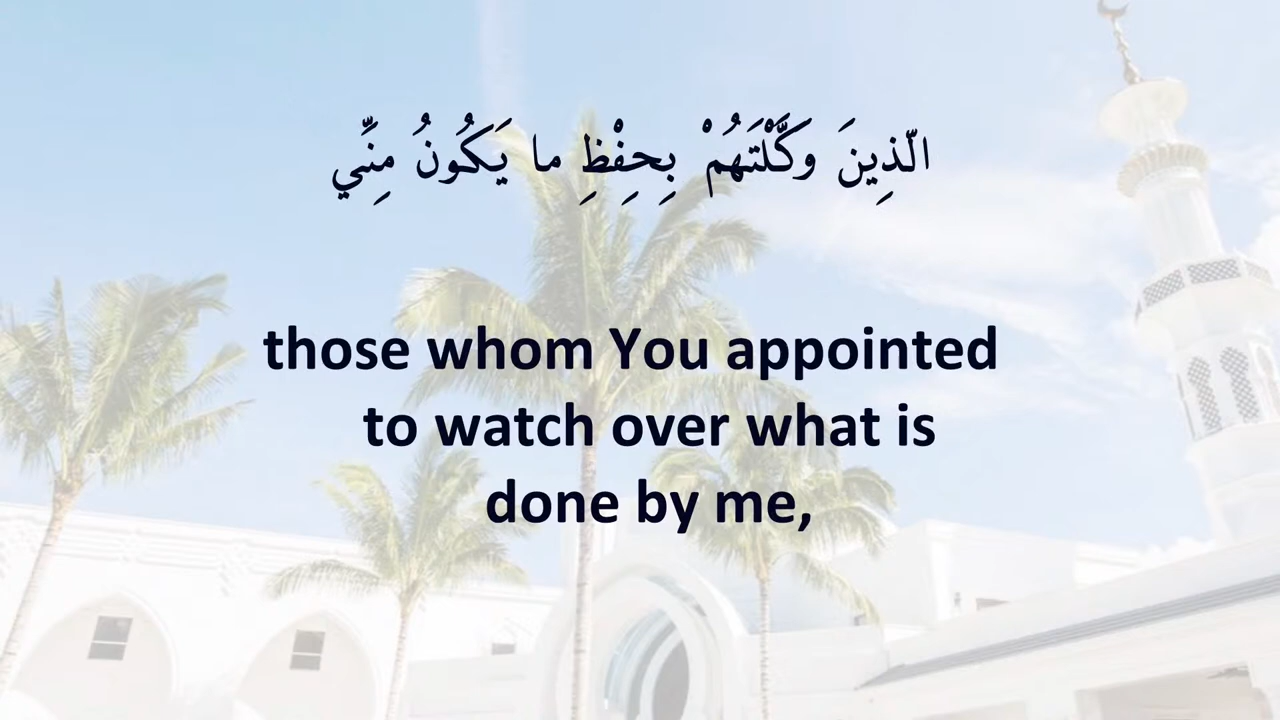 الّذِينَ وَكَّلْتَهُمْ بِحِفْظِ ما يَكُونُ مِنِّي
those whom You appointed
to watch over what is
done by me,